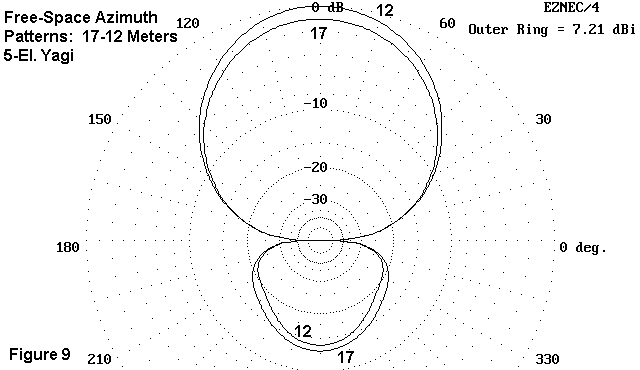 Free-Space Azimuth
Patterns: 17-12 Meters
5-El. Yagi
120
0 dB
12
60
EZNEC/4
Outer Ring = 7.21 dBi
17
-10
150
30
-20
-30
180
0 deg.
12
17
Figure 9
210
330